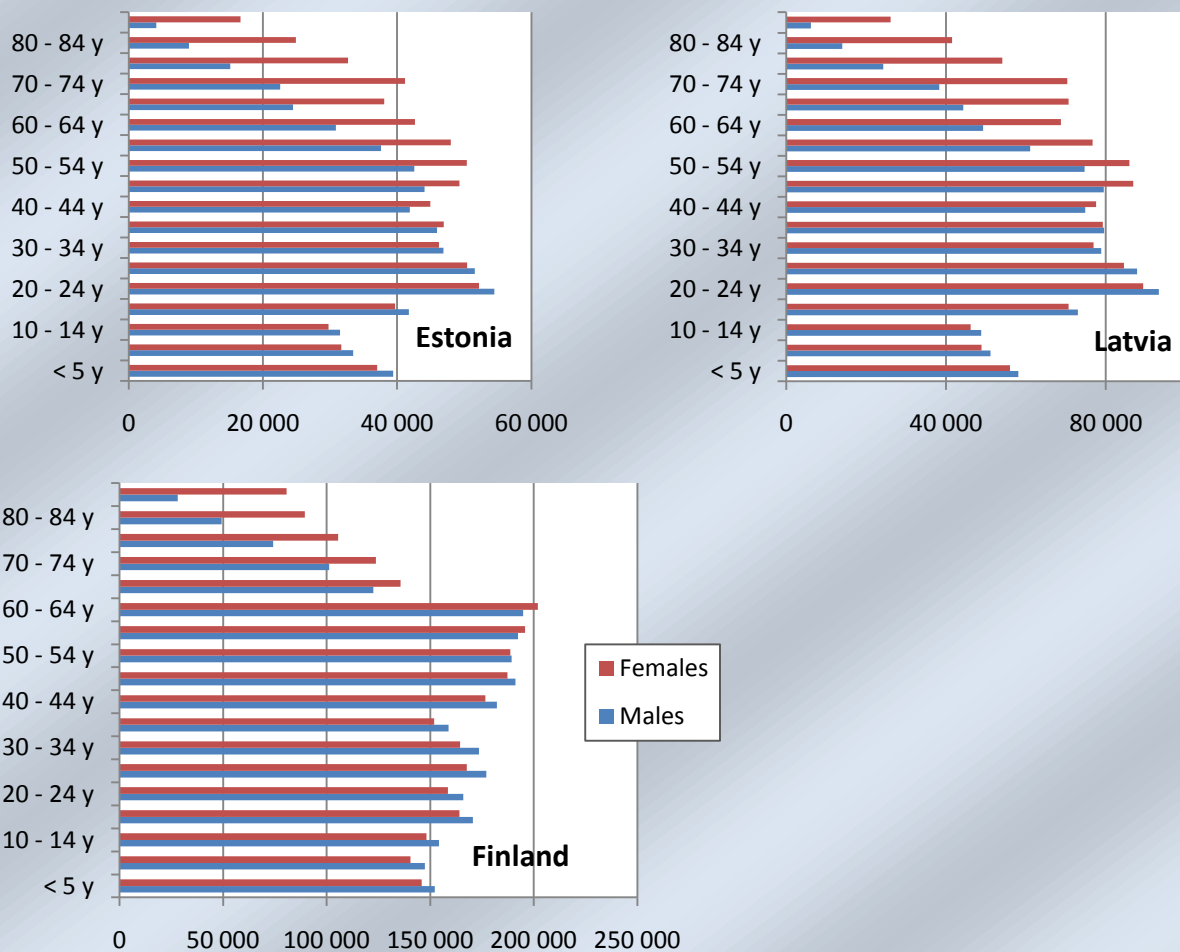 80 - 84 y
70 - 74 y
60 - 64 y
50 - 54 y
40 - 44 y
30 - 34 y
20 - 24 y
10 - 14 y
< 5 y
Estonia
0 20 000 40 000 60 000
80 - 84 y
70 - 74 y
60 - 64 y
50 - 54 y
40 - 44 y
30 - 34 y
20 - 24 y
10 - 14 y
< 5 y
Latvia
0 40 000 80 000
80 - 84 y
70 - 74 y
60 - 64 y
50 - 54 y
40 - 44 y
30 - 34 y
20 - 24 y
10 - 14 y
< 5 y
Finland
0 50 000 100 000 150 000 200 000 250 000
Females
Males